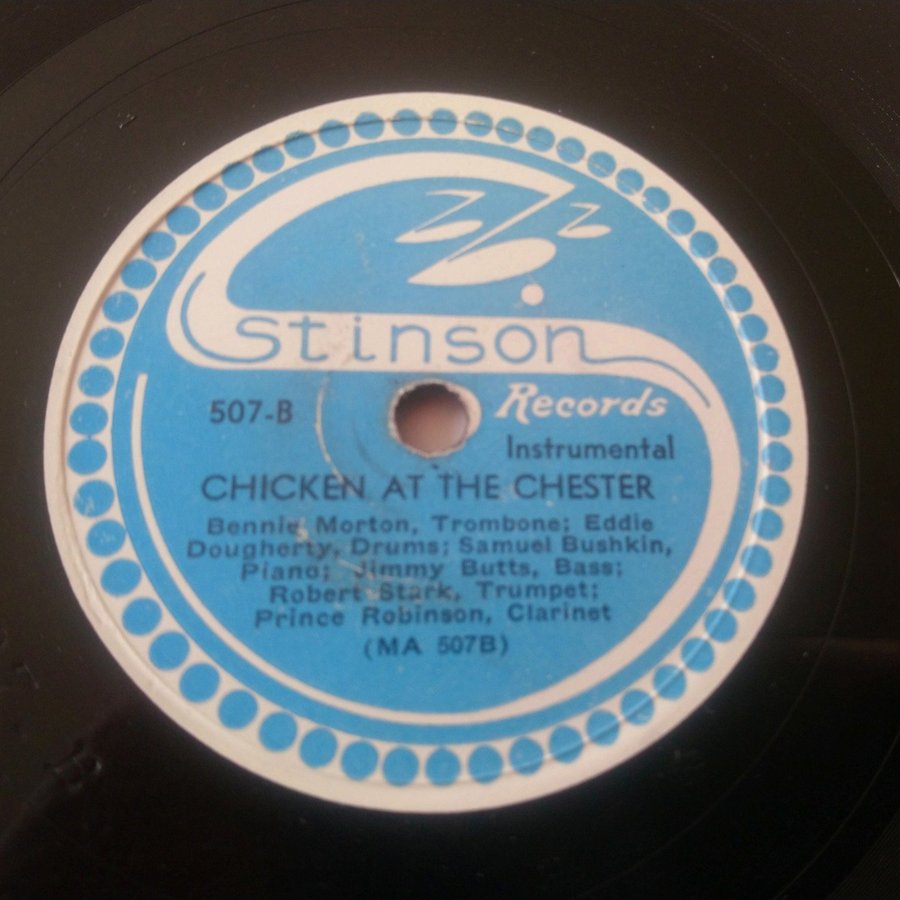 Stinson
Records
507-B
Instrumental
CHICKEN AT THE CHESTER
Bennie Morton, Trombone; Eddie
Dougherty, Drums; Samuel Bushkin,
Piano; Jimmy Butts, Bass;
Robert Stark, Trumpet;
Prince Robinson, Clarinet
(MA 507B)